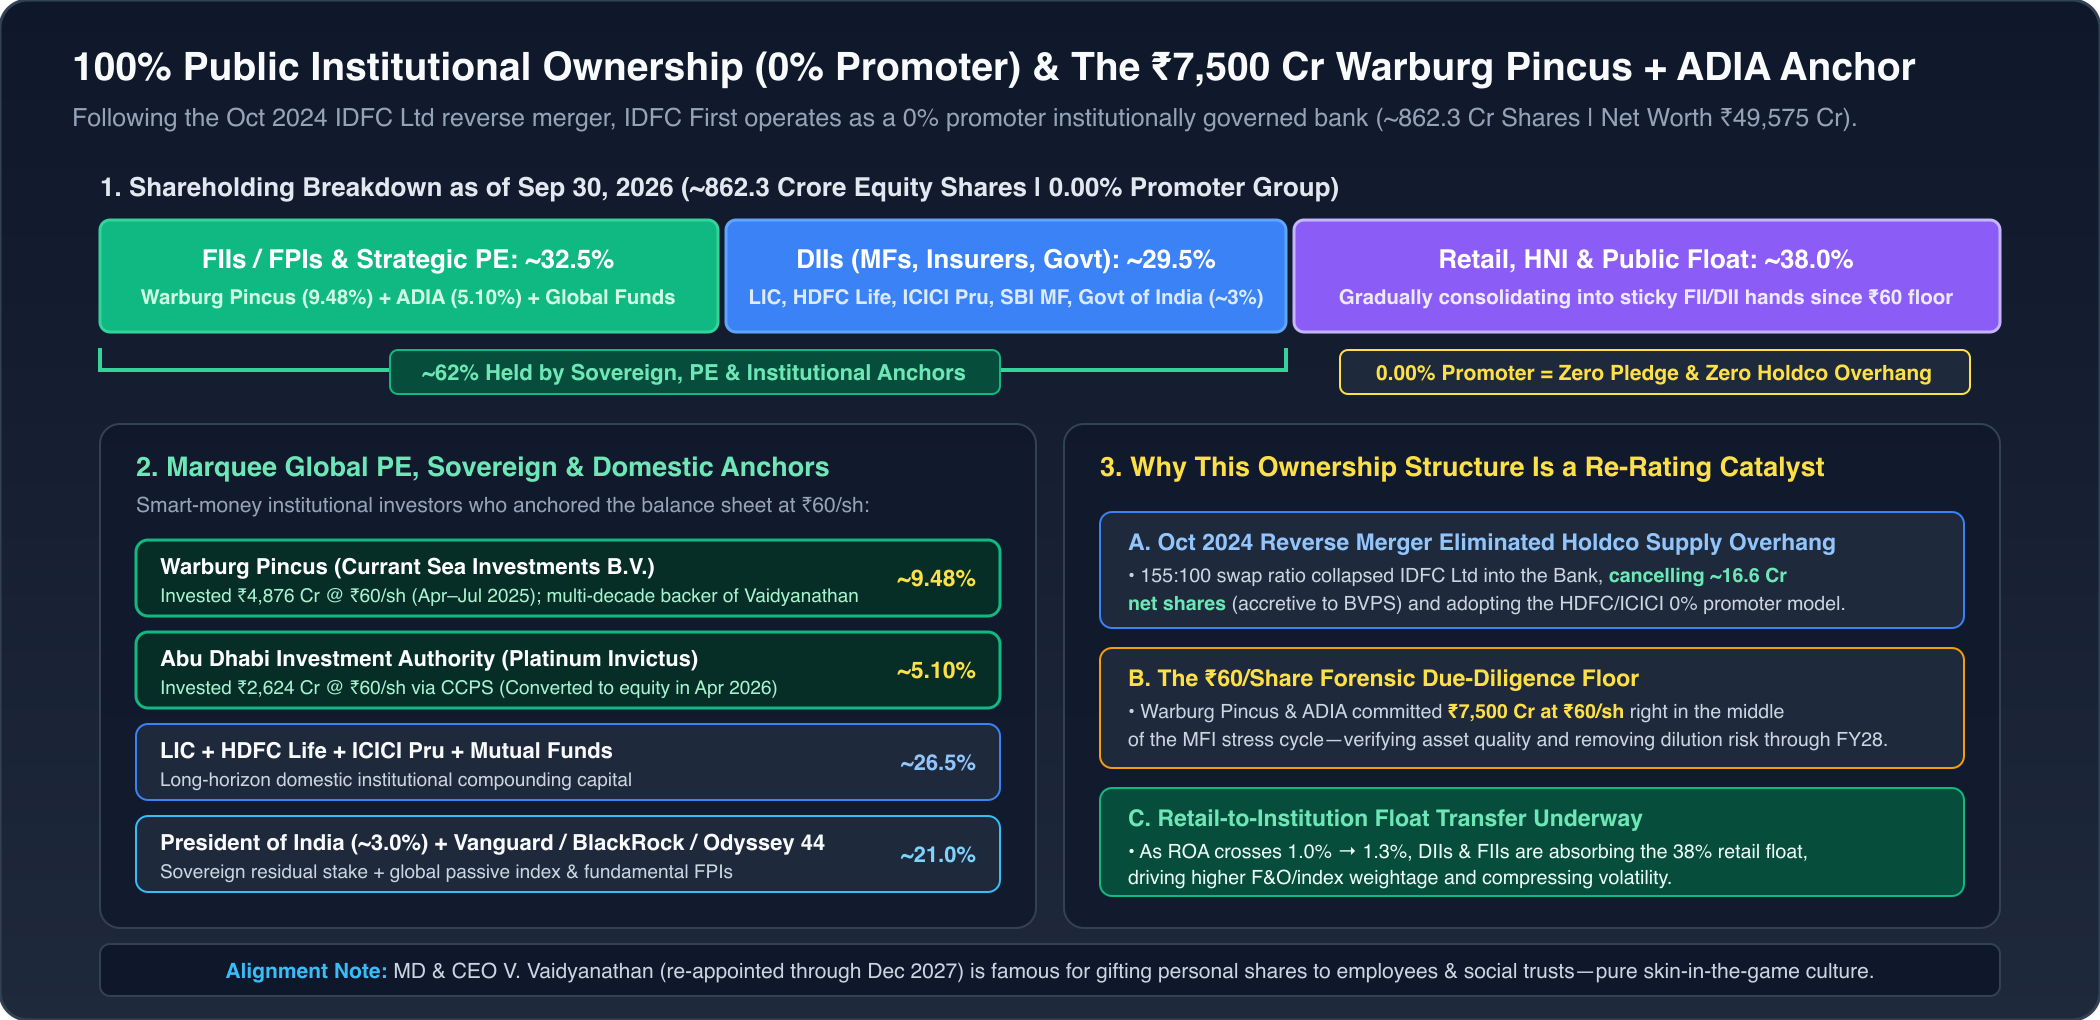 100% Public Institutional Ownership (0% Promoter) & The ₹7,500 Cr Warburg Pincus + ADIA Anchor
Following the Oct 2024 IDFC Ltd reverse merger, IDFC First operates as a 0% promoter institutionally governed bank (~862.3 Cr Shares | Net Worth ₹49,575 Cr).
1. Shareholding Breakdown as of Sep 30, 2026 (~862.3 Crore Equity Shares | 0.00% Promoter Group)
FIIs / FPIs & Strategic PE: ~32.5%
Warburg Pincus (9.48%) + ADIA (5.10%) + Global Funds
DIIs (MFs, Insurers, Govt): ~29.5%
LIC, HDFC Life, ICICI Pru, SBI MF, Govt of India (~3%)
Retail, HNI & Public Float: ~38.0%
Gradually consolidating into sticky FII/DII hands since ₹60 floor
~62% Held by Sovereign, PE & Institutional Anchors
0.00% Promoter = Zero Pledge & Zero Holdco Overhang
2. Marquee Global PE, Sovereign & Domestic Anchors
Smart-money institutional investors who anchored the balance sheet at ₹60/sh:
Warburg Pincus (Currant Sea Investments B.V.)
Invested ₹4,876 Cr @ ₹60/sh (Apr–Jul 2025); multi-decade backer of Vaidyanathan
~9.48%
Abu Dhabi Investment Authority (Platinum Invictus)
Invested ₹2,624 Cr @ ₹60/sh via CCPS (Converted to equity in Apr 2026)
~5.10%
LIC + HDFC Life + ICICI Pru + Mutual Funds
Long-horizon domestic institutional compounding capital
~26.5%
President of India (~3.0%) + Vanguard / BlackRock / Odyssey 44
Sovereign residual stake + global passive index & fundamental FPIs
~21.0%
3. Why This Ownership Structure Is a Re-Rating Catalyst
A. Oct 2024 Reverse Merger Eliminated Holdco Supply Overhang
• 155:100 swap ratio collapsed IDFC Ltd into the Bank, cancelling ~16.6 Cr
net shares (accretive to BVPS) and adopting the HDFC/ICICI 0% promoter model.
B. The ₹60/Share Forensic Due-Diligence Floor
• Warburg Pincus & ADIA committed ₹7,500 Cr at ₹60/sh right in the middle
of the MFI stress cycle—verifying asset quality and removing dilution risk through FY28.
C. Retail-to-Institution Float Transfer Underway
• As ROA crosses 1.0% → 1.3%, DIIs & FIIs are absorbing the 38% retail float,
driving higher F&O/index weightage and compressing volatility.
Alignment Note: MD & CEO V. Vaidyanathan (re-appointed through Dec 2027) is famous for gifting personal shares to employees & social trusts—pure skin-in-the-game culture.